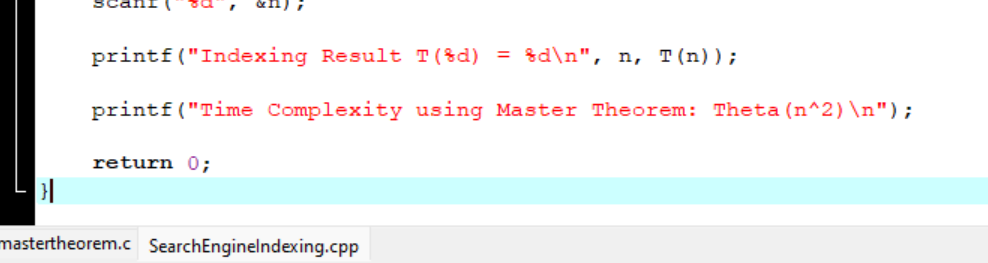 scanf("%d", &n);
printf("Indexing Result T(%d) = %d\n", n, T(n));
printf("Time Complexity using Master Theorem: Theta(n^2)\n");
return 0;
}
mastertheorem.c SearchEngineIndexing.cpp